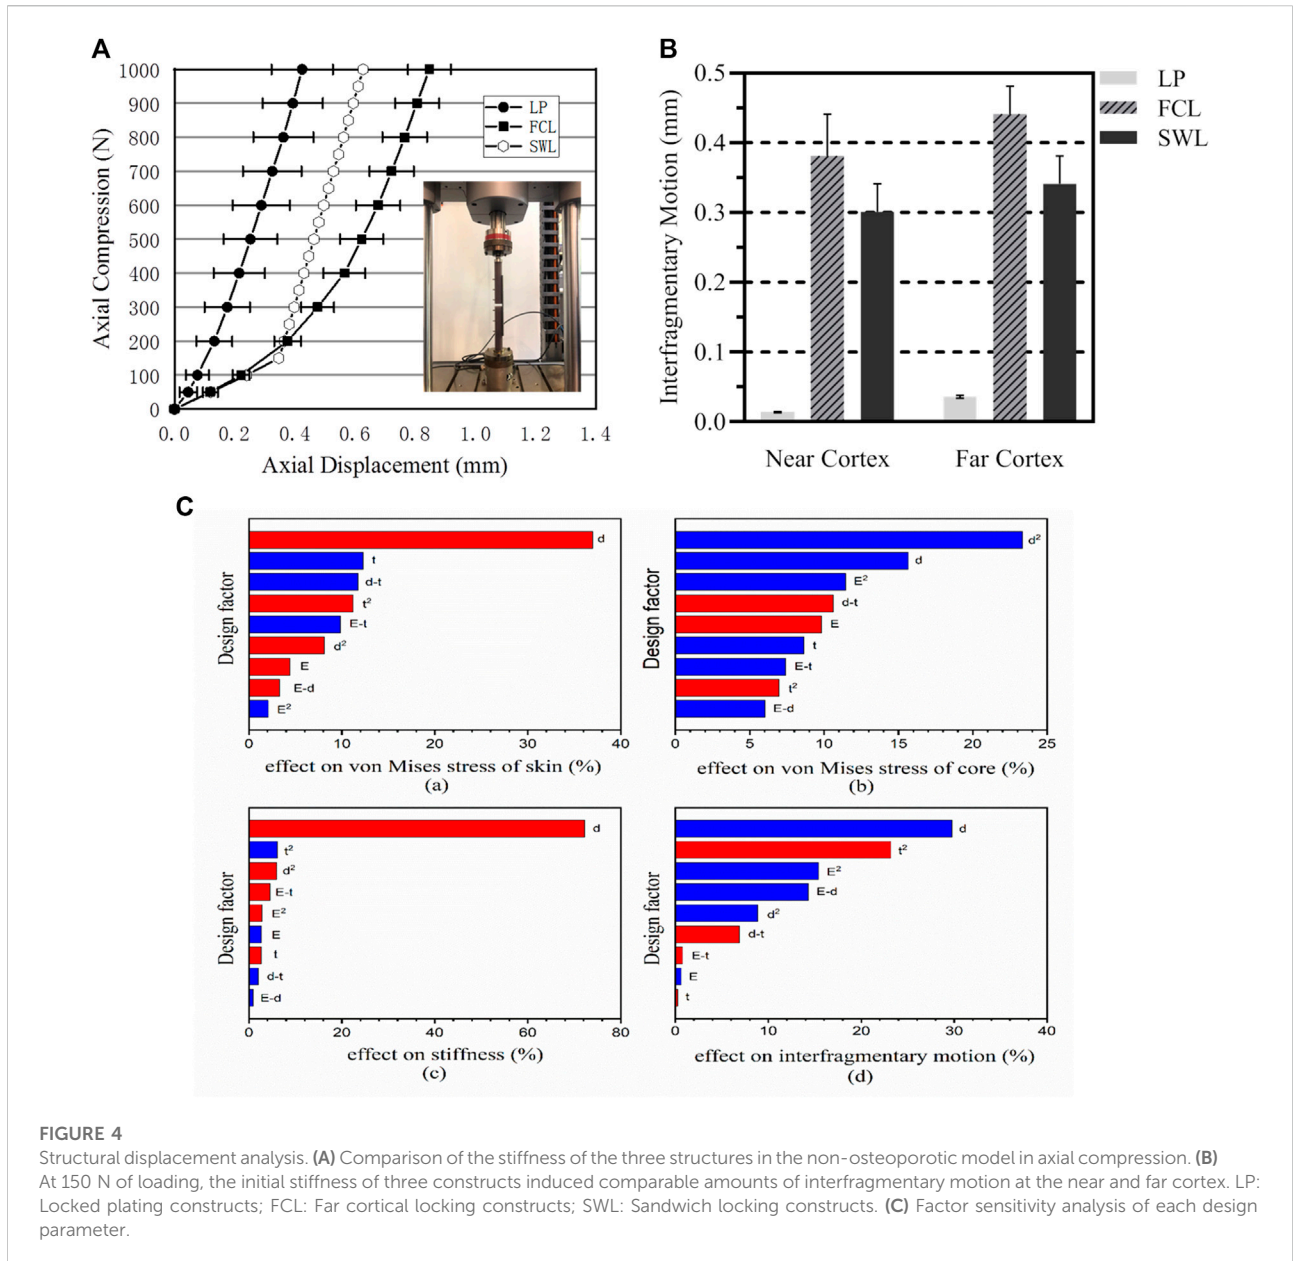 A
1000
900
800
700
600
500
400
300
200
100
0
Axial Compression (N)
LP
FCL
SWL
0.0 0.2 0.4 0.6 0.8 1.0 1.2 1.4
Axial Displacement (mm)
B
0.5
0.4
0.3
0.2
0.1
0.0
Interfragmentary Motion (mm)
LP
FCL
SWL
Near Cortex Far Cortex
C
Design factor
d
t
d-t
t²
E-t
d²
E
E-d
E²
0 10 20 30 40
effect on von Mises stress of skin (%)
(a)
Design factor
d²
d
E²
d-t
E
t
E-t
t²
E-d
0 5 10 15 20 25
effect on von Mises stress of core (%)
(b)
Design factor
d
t²
d²
E-t
E²
E
t
d-t
E-d
0 20 40 60 80
effect on stiffness (%)
(c)
Design factor
d
t²
E²
E-d
d²
d-t
E-t
E
t
0 10 20 30 40
effect on interfragmentary motion (%)
(d)
FIGURE 4
Structural displacement analysis. (A) Comparison of the stiffness of the three structures in the non-osteoporotic model in axial compression. (B)
At 150 N of loading, the initial stiffness of three constructs induced comparable amounts of interfragmentary motion at the near and far cortex. LP:
Locked plating constructs; FCL: Far cortical locking constructs; SWL: Sandwich locking constructs. (C) Factor sensitivity analysis of each design
parameter.